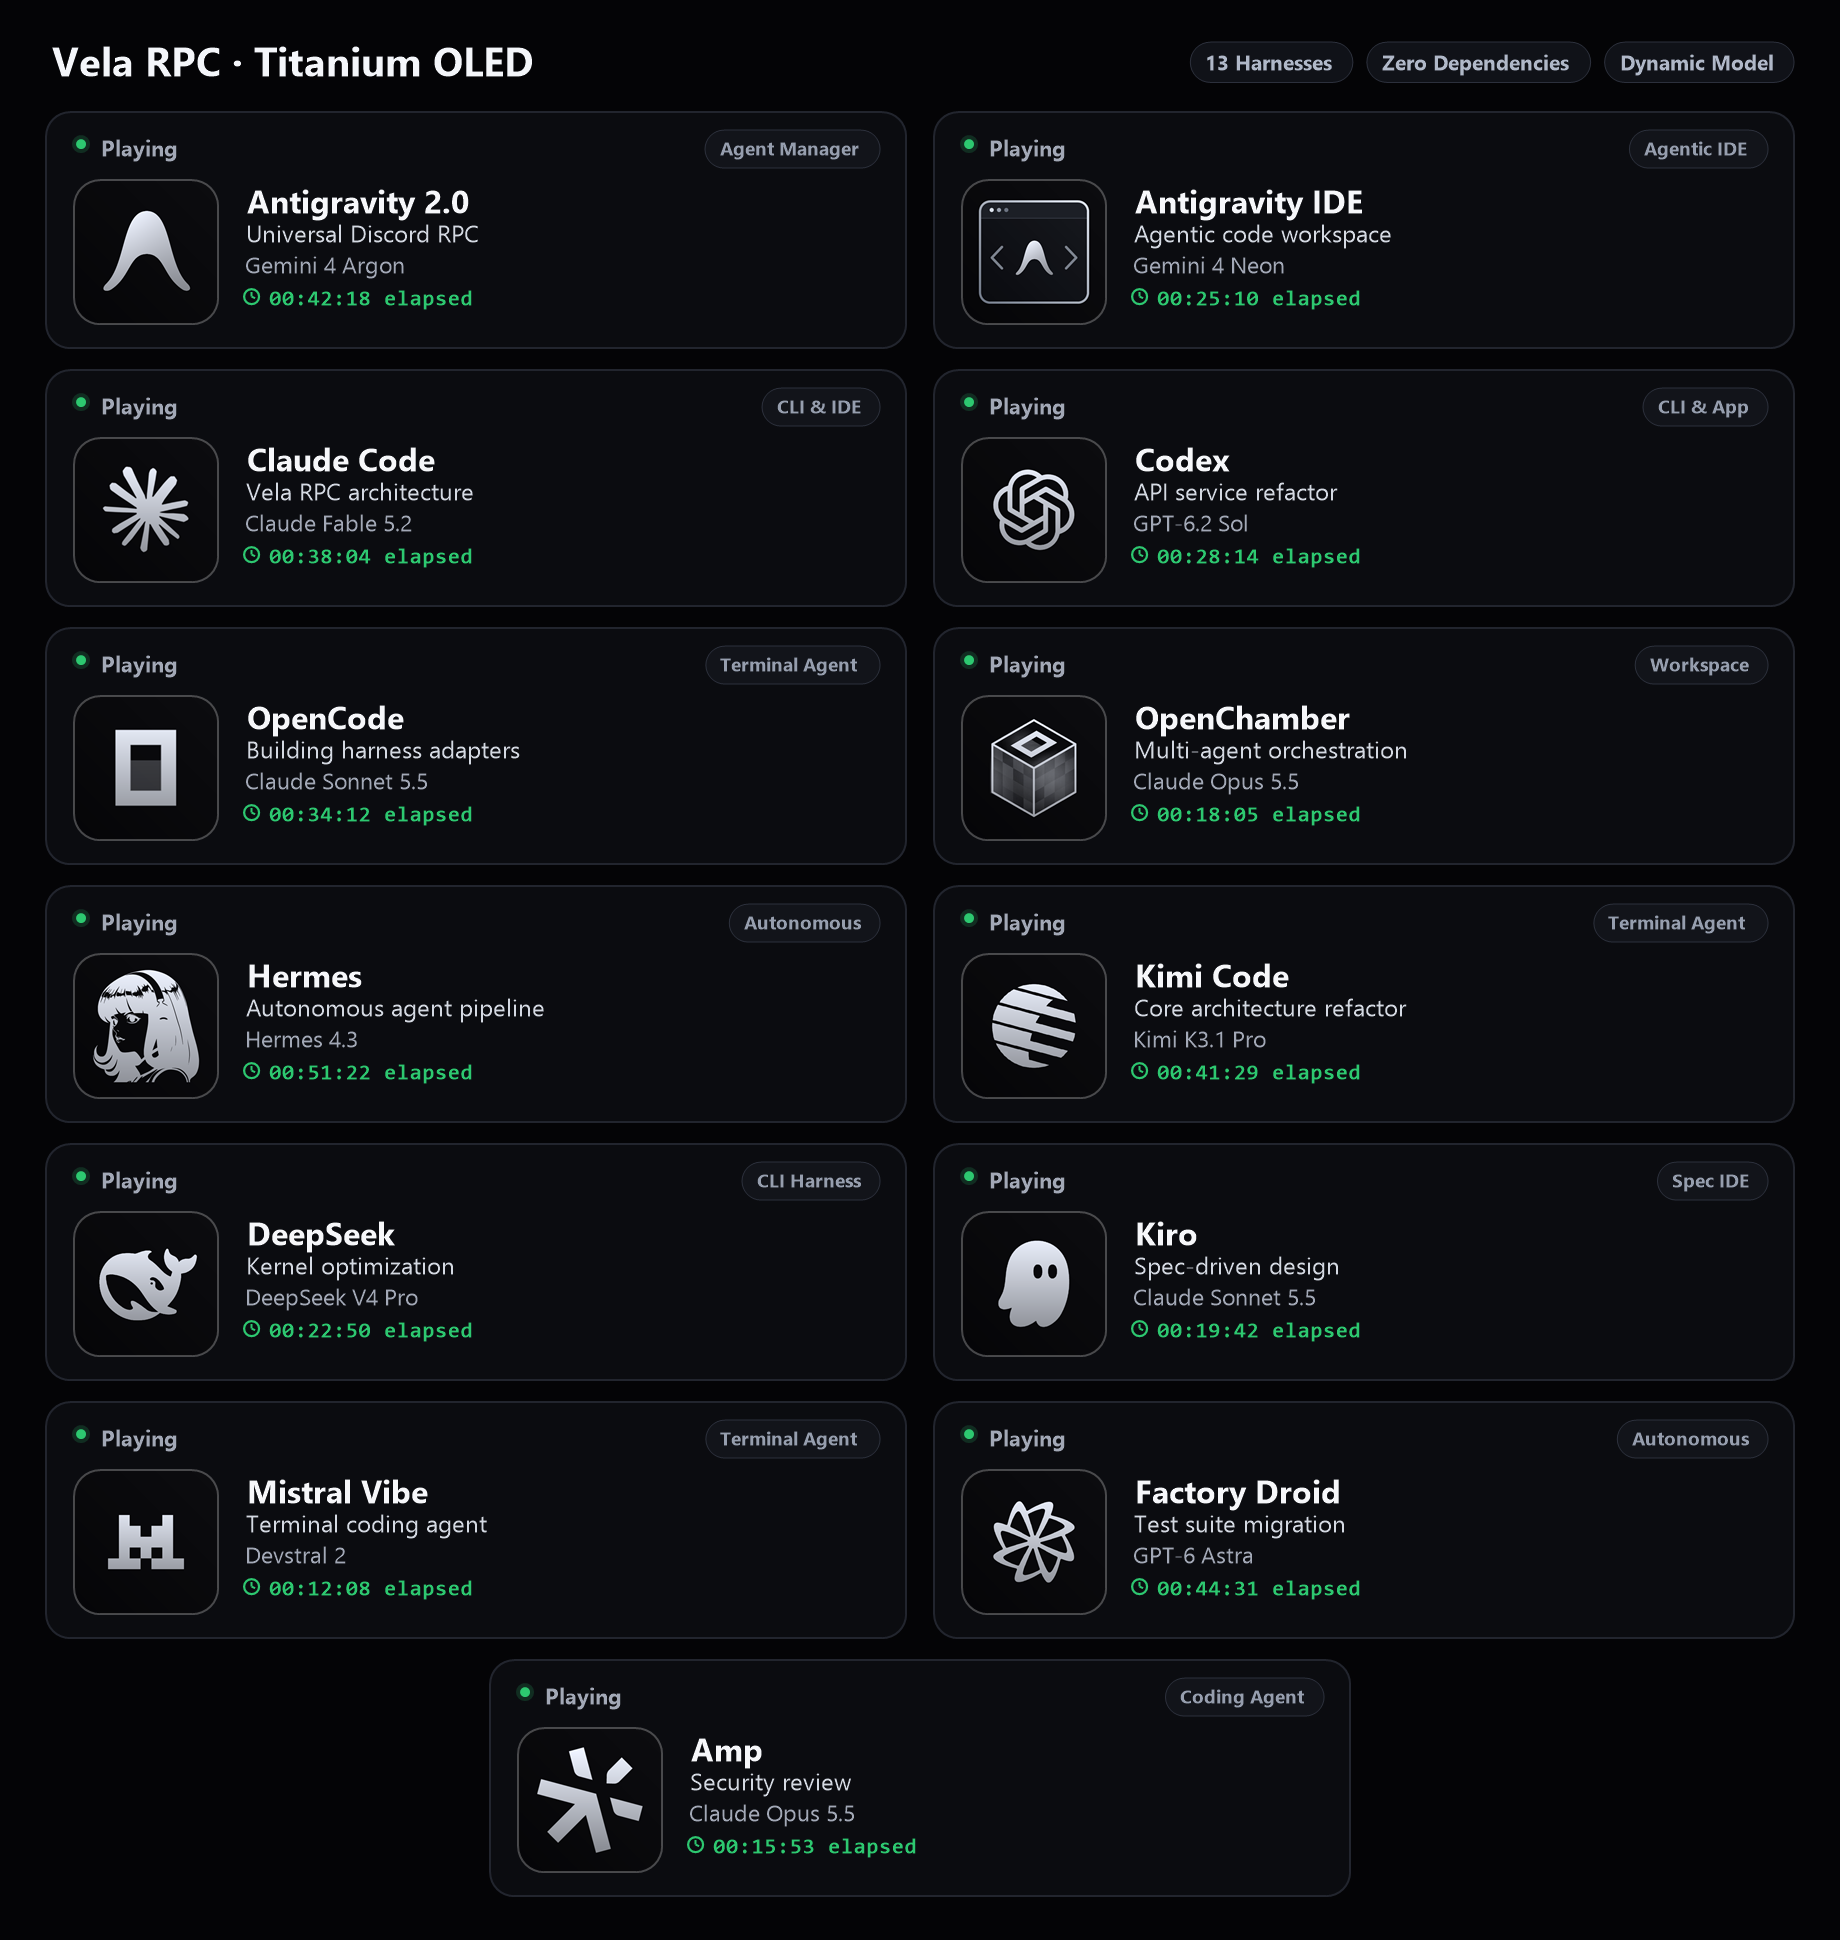 Vela RPC · Titanium OLED
13 Harnesses
Zero Dependencies
Dynamic Model
Playing
Agent Manager
Antigravity 2.0
Universal Discord RPC
Gemini 4 Argon
00:42:18 elapsed
Playing
Agentic IDE
Antigravity IDE
Agentic code workspace
Gemini 4 Neon
00:25:10 elapsed
Playing
CLI & IDE
Claude Code
Vela RPC architecture
Claude Fable 5.2
00:38:04 elapsed
Playing
CLI & App
Codex
API service refactor
GPT-6.2 Sol
00:28:14 elapsed
Playing
Terminal Agent
OpenCode
Building harness adapters
Claude Sonnet 5.5
00:34:12 elapsed
Playing
Workspace
OpenChamber
Multi-agent orchestration
Claude Opus 5.5
00:18:05 elapsed
Playing
Autonomous
Hermes
Autonomous agent pipeline
Hermes 4.3
00:51:22 elapsed
Playing
Terminal Agent
Kimi Code
Core architecture refactor
Kimi K3.1 Pro
00:41:29 elapsed
Playing
CLI Harness
DeepSeek
Kernel optimization
DeepSeek V4 Pro
00:22:50 elapsed
Playing
Spec IDE
Kiro
Spec-driven design
Claude Sonnet 5.5
00:19:42 elapsed
Playing
Terminal Agent
Mistral Vibe
Terminal coding agent
Devstral 2
00:12:08 elapsed
Playing
Autonomous
Factory Droid
Test suite migration
GPT-6 Astra
00:44:31 elapsed
Playing
Coding Agent
Amp
Security review
Claude Opus 5.5
00:15:53 elapsed